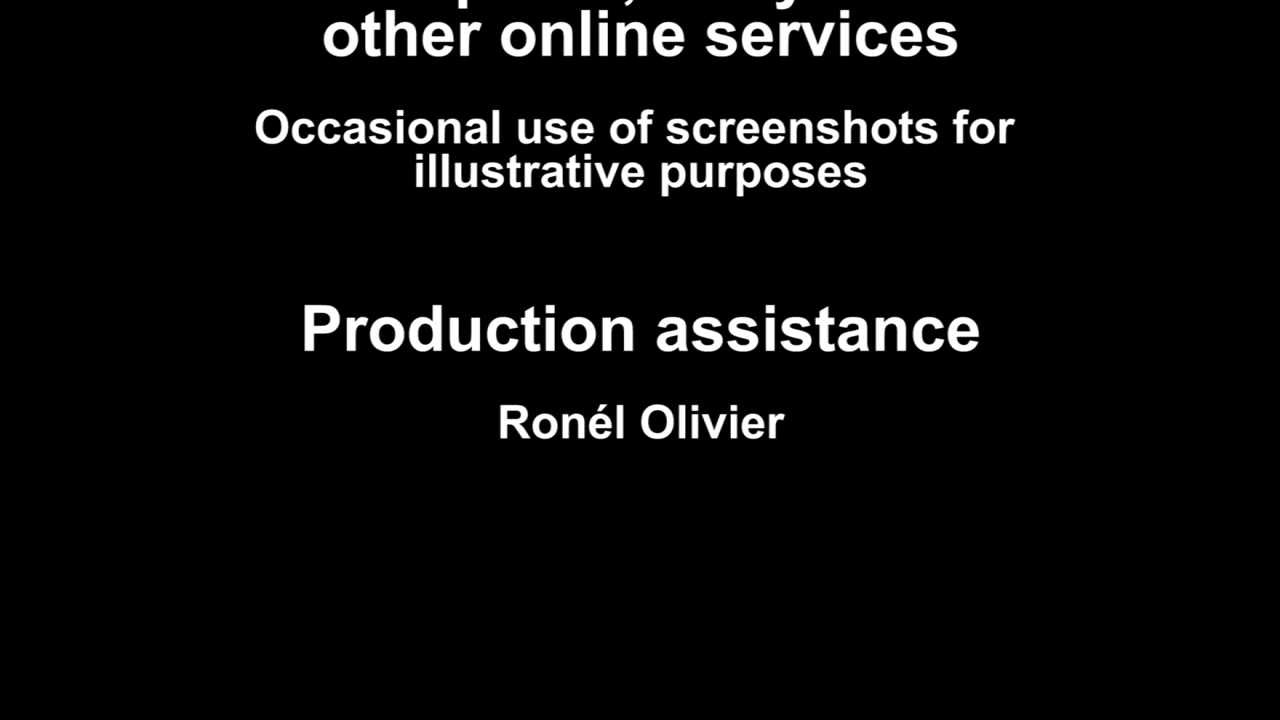 other online services
Occasional use of screenshots for
illustrative purposes
Production assistance
Ronél Olivier